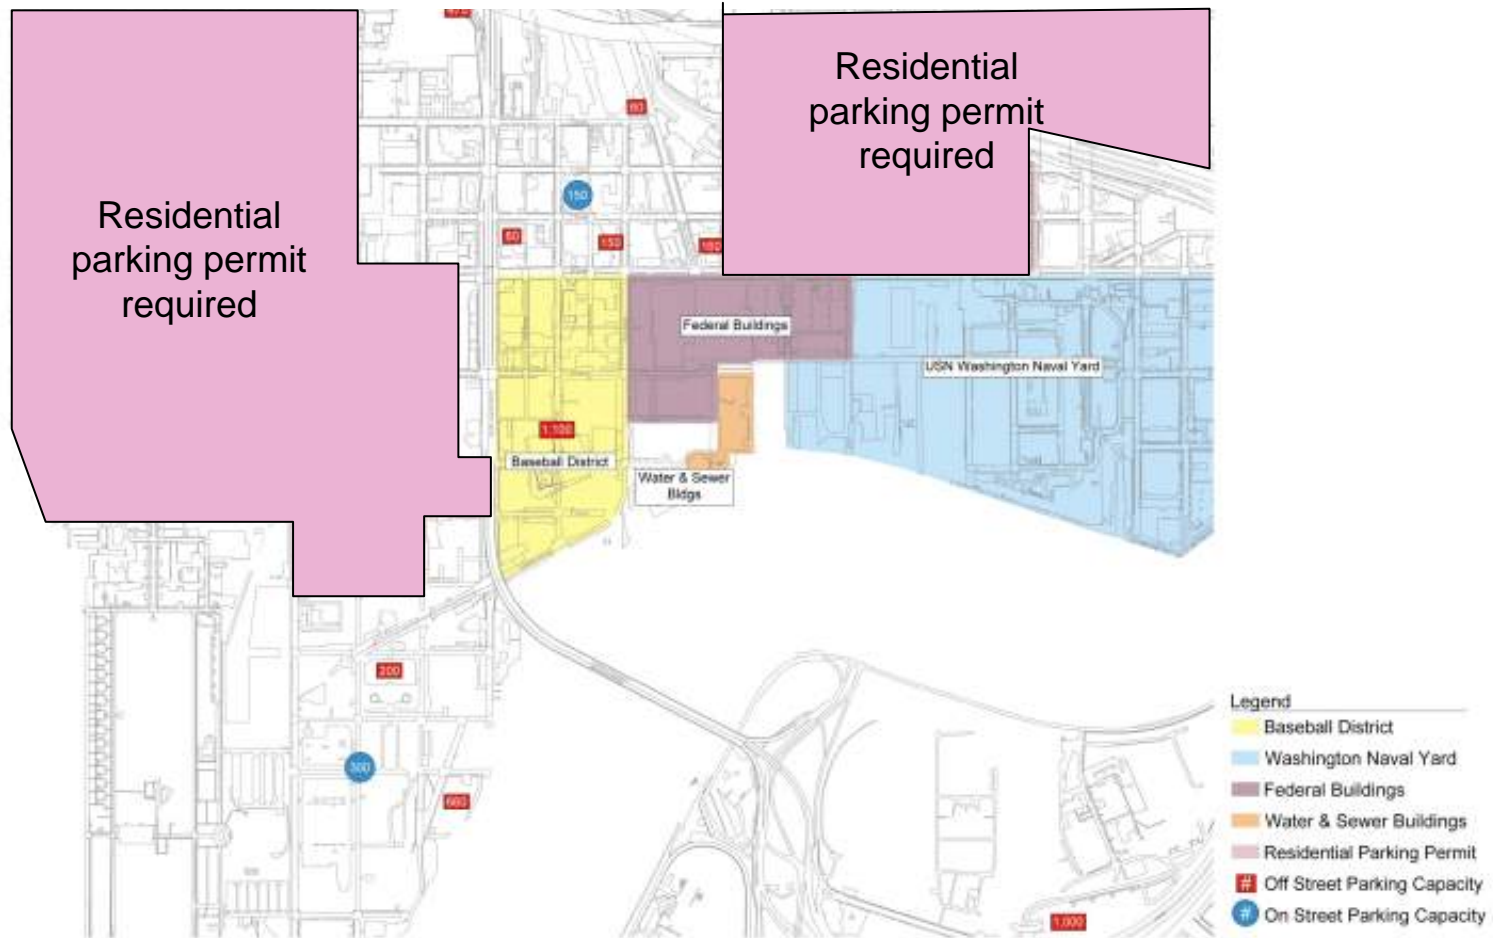 Residential
parking permit
required
60
Residential
parking permit
required
150
60
150
Federal Buildings
USN Washington Naval Yard
1,100
Baseball District
Water & Sewer
Bldgs
200
300
660
1,000
Legend
Baseball District
Washington Naval Yard
Federal Buildings
Water & Sewer Buildings
Residential Parking Permit
# Off Street Parking Capacity
# On Street Parking Capacity